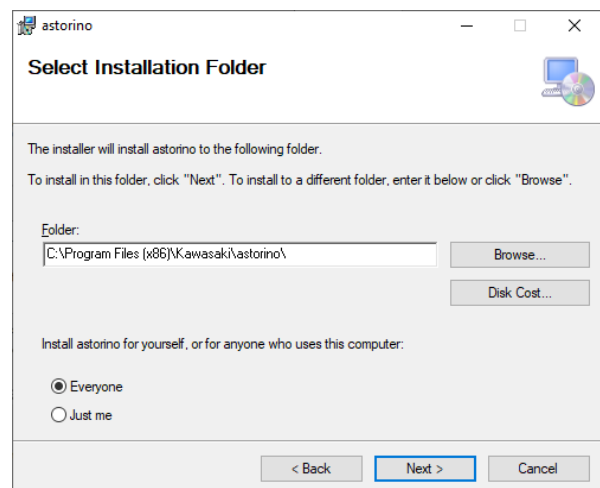 astorino
Select Installation Folder
The installer will install astorino to the following folder.
To install in this folder, click "Next". To install to a different folder, enter it below or click "Browse".
Folder:
C:\Program Files (x86)\Kawasaki\astorino\
Browse...
Disk Cost...
Install astorino for yourself, or for anyone who uses this computer:
Everyone
Just me
< Back Next > Cancel